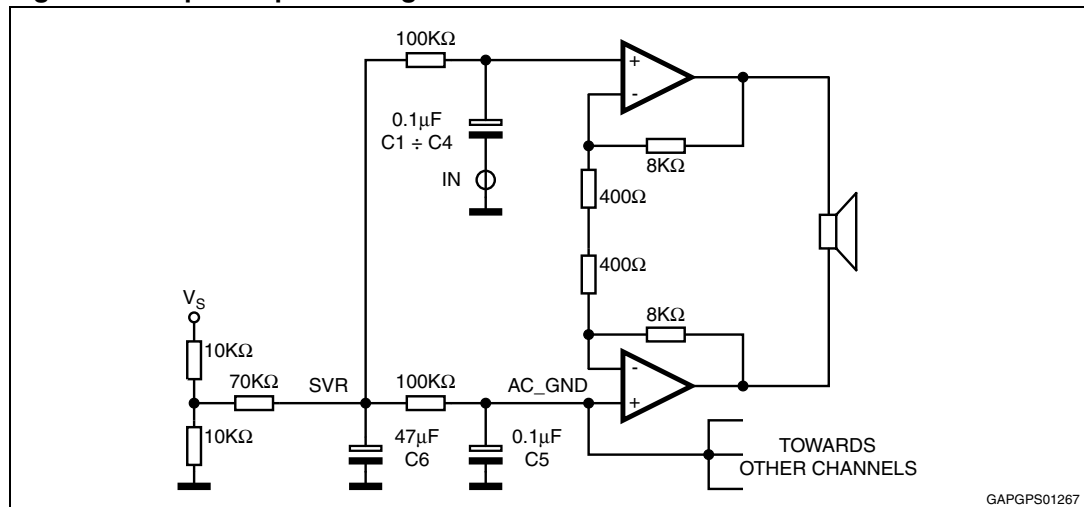 100KΩ
+
-
0.1μF
C1 ÷ C4
8KΩ
IN
400Ω
400Ω
VS
8KΩ
10KΩ
70KΩ
SVR
100KΩ
AC_GND
-
+
10KΩ
47μF
C6
0.1μF
C5
TOWARDS
OTHER CHANNELS
GAPGPS01267